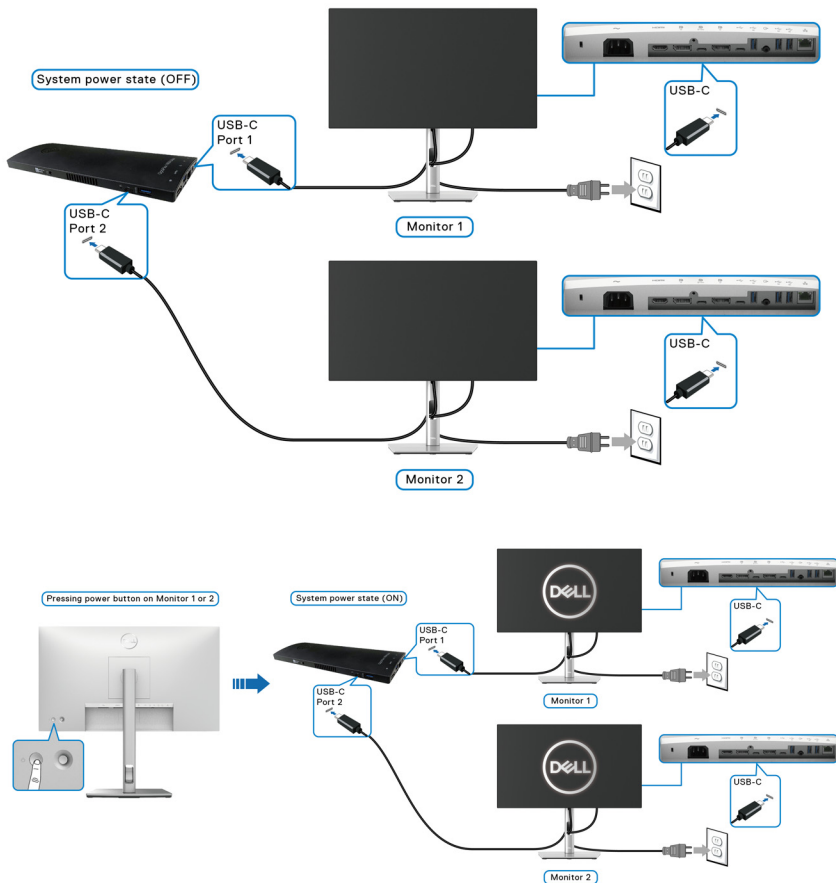 System power state (OFF)
USB-C
Port 1
USB-C
USB-C
Port 2
Monitor 1
USB-C
Monitor 2
Pressing power button on Monitor 1 or 2
System power state (ON)
DELL
USB-C
USB-C
Port 1
USB-C
Port 2
Monitor 1
DELL
USB-C
Monitor 2